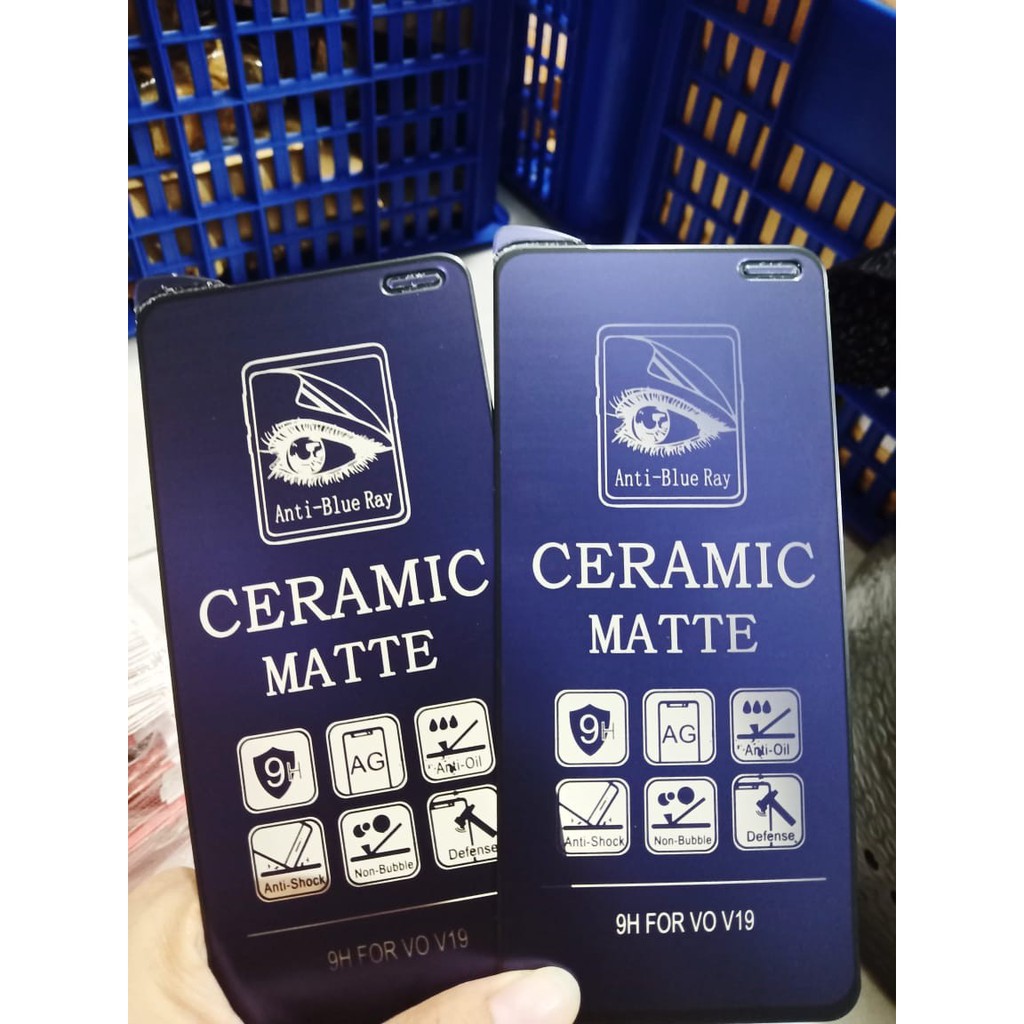 Anti-Blue Ray
CERAMIC
MATTE
9H
AG
Anti-Oil
Anti-Shock
Non-Bubble
Defense
9H FOR VO V19
Anti-Blue Ray
CERAMIC
MATTE
9H
AG
Anti-Oil
Anti-Shock
Non-Bubble
Defense
9H FOR VO V19